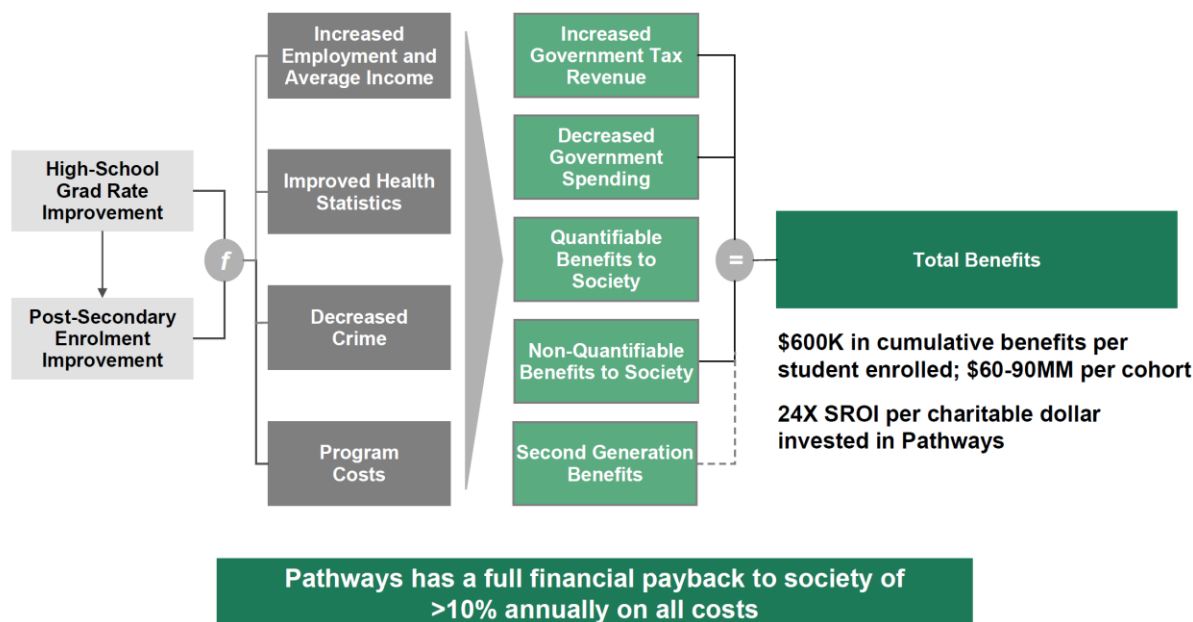 High-School
Grad Rate
Improvement
Post-Secondary
Enrolment
Improvement
f
Increased
Employment and
Average Income
Improved Health
Statistics
Decreased
Crime
Program
Costs
Increased
Government Tax
Revenue
Decreased
Government
Spending
Quantifiable
Benefits to
Society
Non-Quantifiable
Benefits to Society
Second Generation
Benefits
=
Total Benefits
$600K in cumulative benefits per
student enrolled; $60-90MM per cohort
24X SROI per charitable dollar
invested in Pathways
Pathways has a full financial payback to society of
>10% annually on all costs